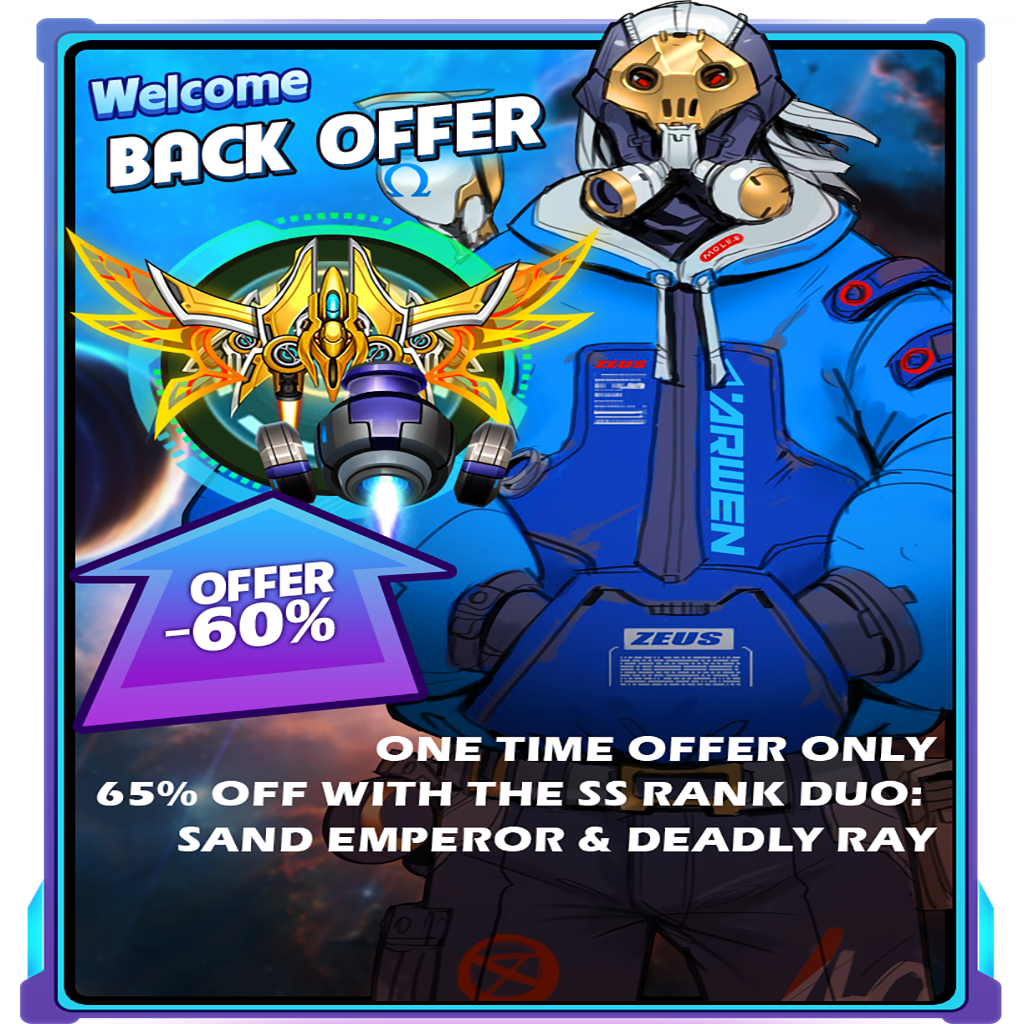 Welcome
BACK OFFER
Ω
MOLEE
ZEUS
A'ARWEN
OFFER
-60%
ZEUS
ONE TIME OFFER ONLY
65% OFF WITH THE SS RANK DUO:
SAND EMPEROR & DEADLY RAY